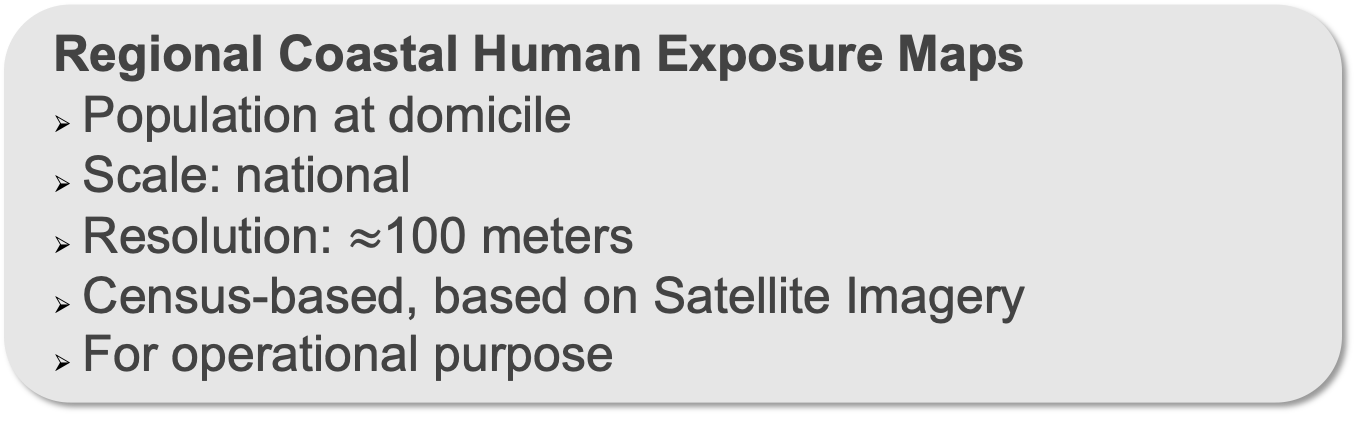 Regional Coastal Human Exposure Maps
➢ Population at domicile
➢ Scale: national
➢ Resolution: ≈100 meters
➢ Census-based, based on Satellite Imagery
➢ For operational purpose